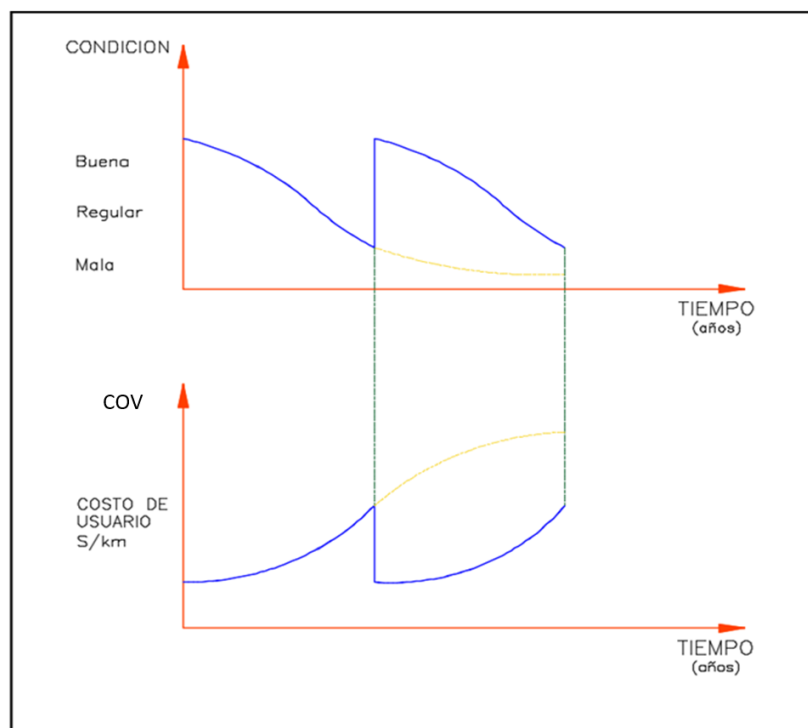 CONDICION
Buena
Regular
Mala
TIEMPO
(años)
COV
COSTO DE
USUARIO
S/km
TIEMPO
(años)